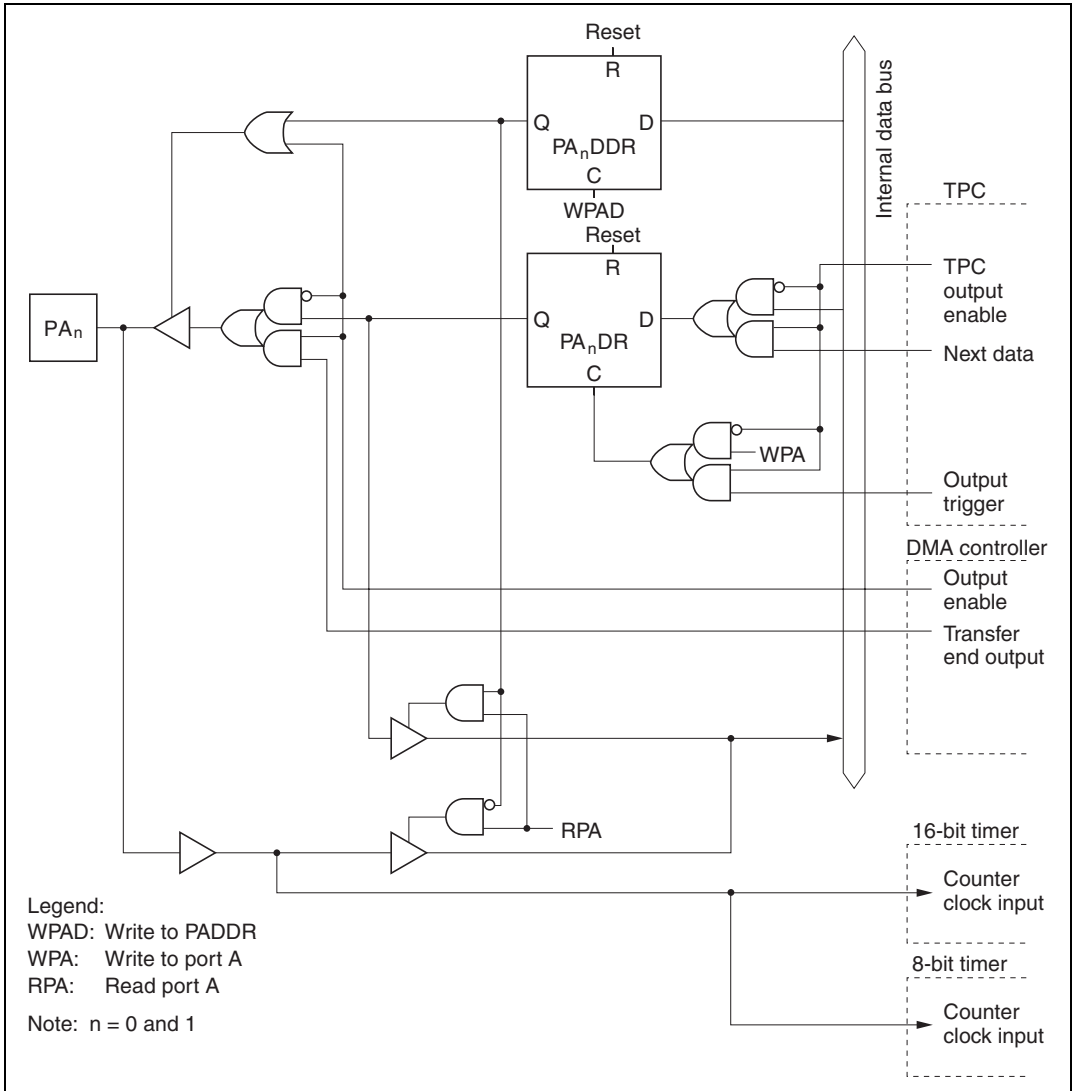 Reset
R
Q
D
PAnDDR
C
WPAD
Internal data bus
TPC
Reset
R
Q
D
PAnDR
C
PAn
TPC
output
enable
Next data
WPA
Output
trigger
DMA controller
Output
enable
Transfer
end output
RPA
16-bit timer
Counter
clock input
8-bit timer
Counter
clock input
Legend:
WPAD: Write to PADDR
WPA: Write to port A
RPA: Read port A
Note: n = 0 and 1